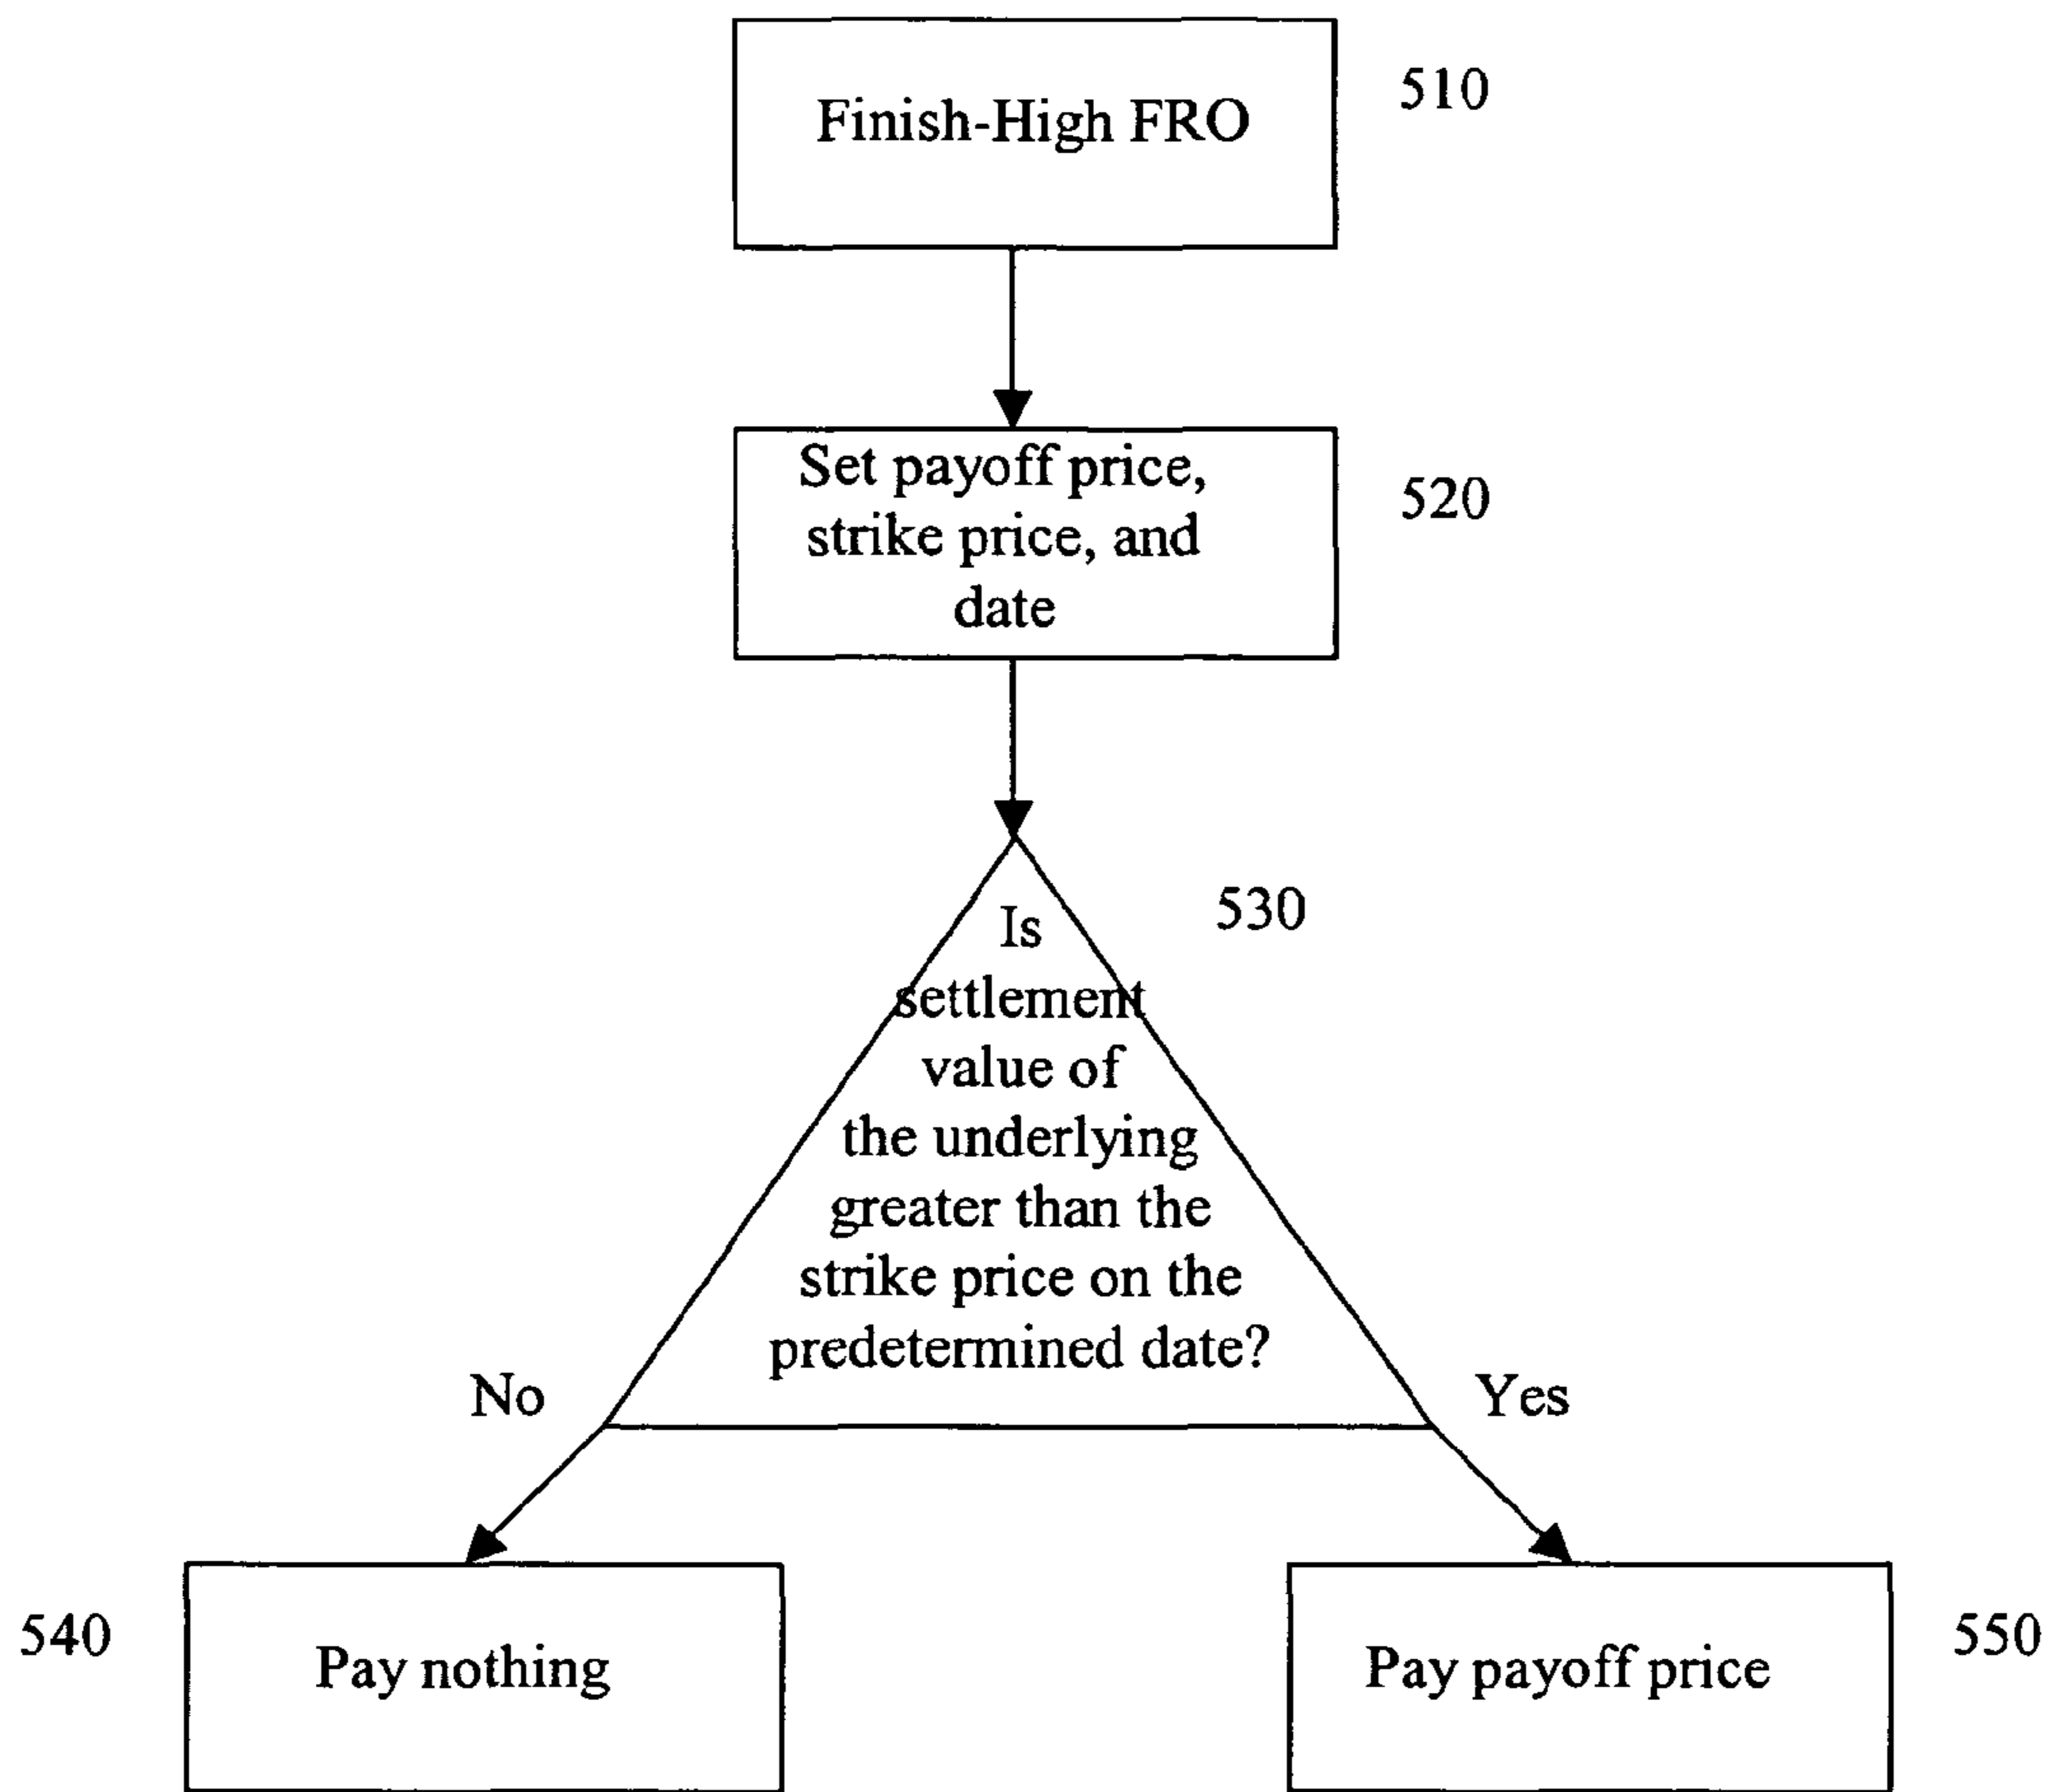 Finish-High FRO
510
Set payoff price,
strike price, and
date
520
530
Is
settlement
value of
the underlying
greater than the
strike price on the
predetermined date?
No
Yes
540
Pay nothing
Pay payoff price
550